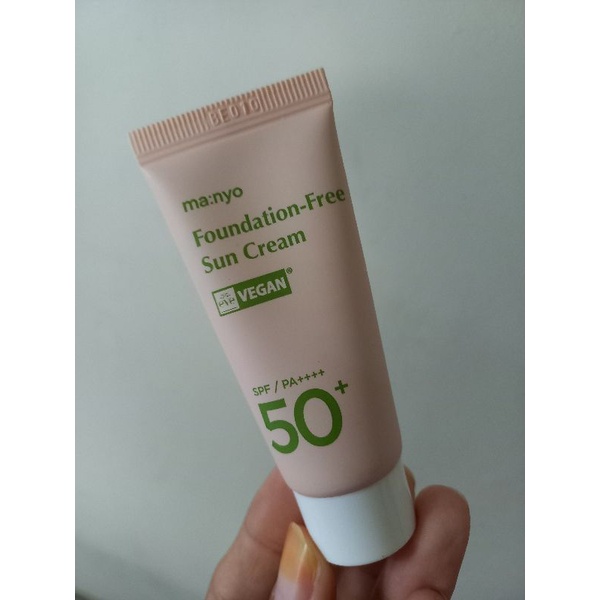 ma:nyo
Foundation-Free
Sun Cream
VEGAN®
SPF / PA++++
50+